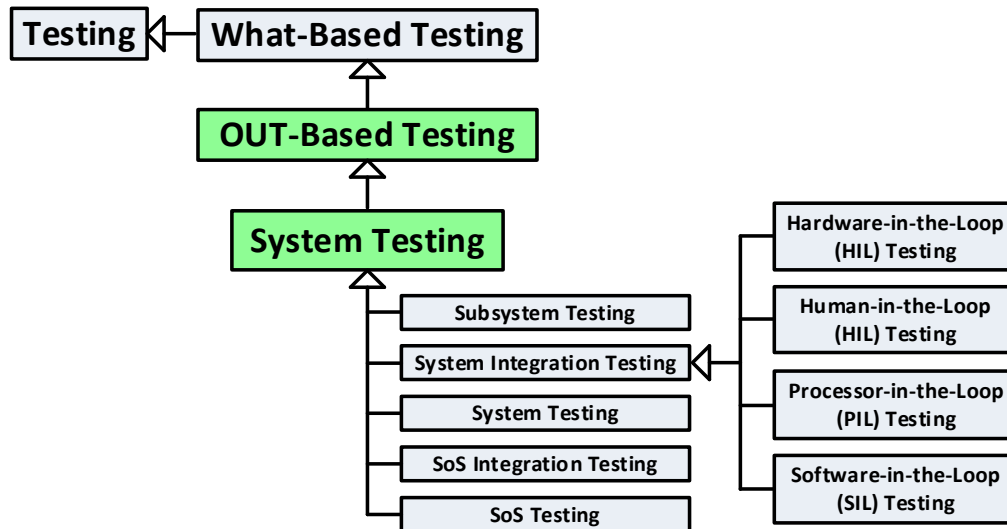 Testing
What-Based Testing
OUT-Based Testing
System Testing
Subsystem Testing
System Integration Testing
System Testing
SoS Integration Testing
SoS Testing
Hardware-in-the-Loop
(HIL) Testing
Human-in-the-Loop
(HIL) Testing
Processor-in-the-Loop
(PIL) Testing
Software-in-the-Loop
(SIL) Testing